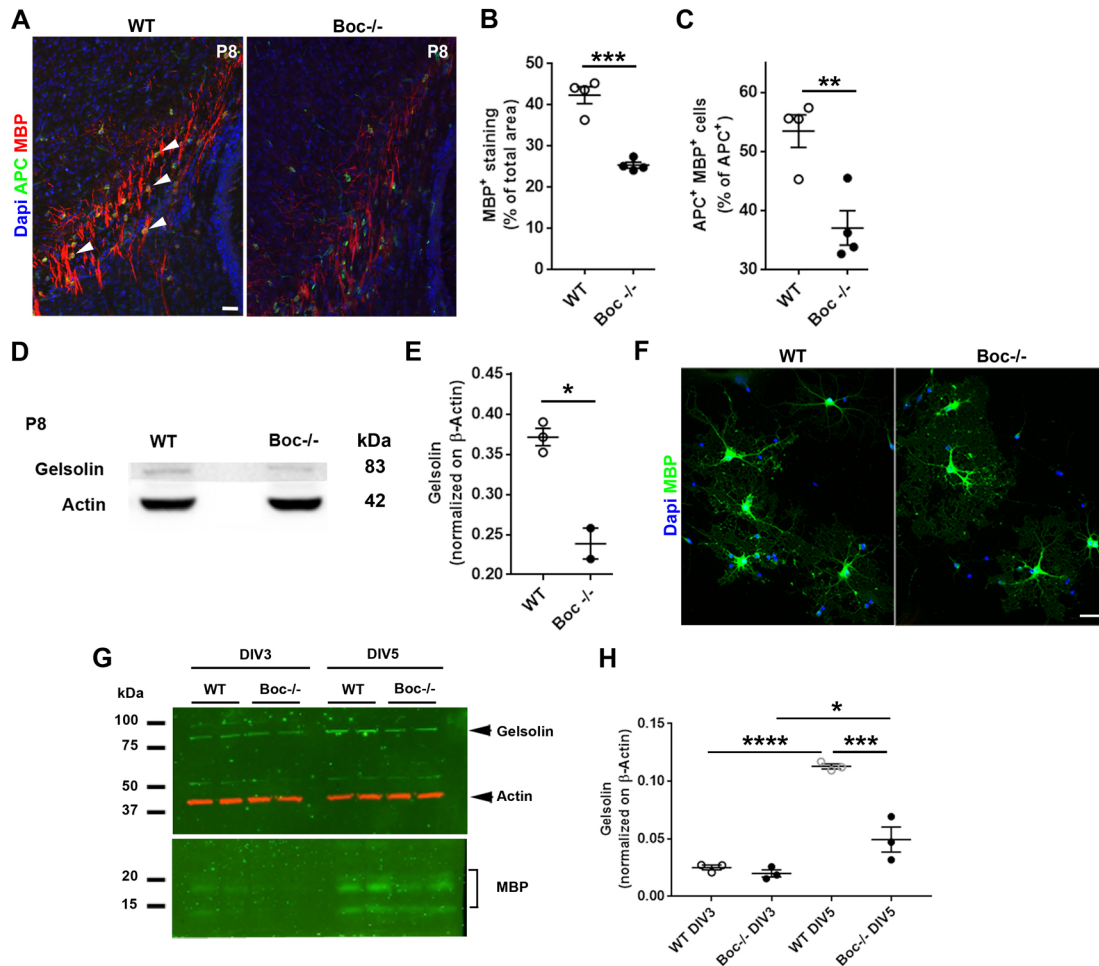 A
WT
Boc-/-
P8
P8
Dapi APC MBP
B
***
50
40
30
20
10
0
MBP+ staining
(% of total area)
WT
Boc -/-
C
**
60
50
40
30
APC+ MBP+ cells
(% of APC+)
WT
Boc -/-
D
P8
WT
Boc-/-
kDa
Gelsolin
83
Actin
42
E
*
0.45
0.40
0.35
0.30
0.25
0.20
Gelsolin
(normalized on β-Actin)
WT
Boc -/-
F
WT
Boc-/-
Dapi MBP
G
DIV3
DIV5
WT
Boc-/-
WT
Boc-/-
kDa
100
75
50
37
20
15
Gelsolin
Actin
MBP
H
*
****
***
0.15
0.10
0.05
0.00
Gelsolin
(normalized on β-Actin)
WT DIV3
Boc-/- DIV3
WT DIV5
Boc-/- DIV5